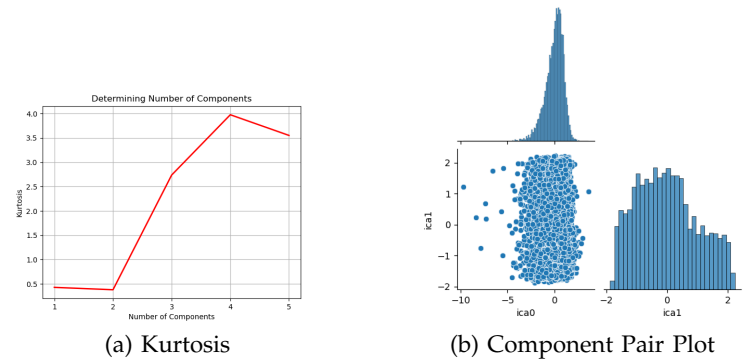 Determining Number of Components
4.0
3.5
3.0
2.5
2.0
1.5
1.0
0.5
Kurtosis
1 2 3 4 5
Number of Components
(a) Kurtosis
2
1
0
-1
-2
ica1
-10 -5 0
ica0
-2 0 2
ica1
(b) Component Pair Plot